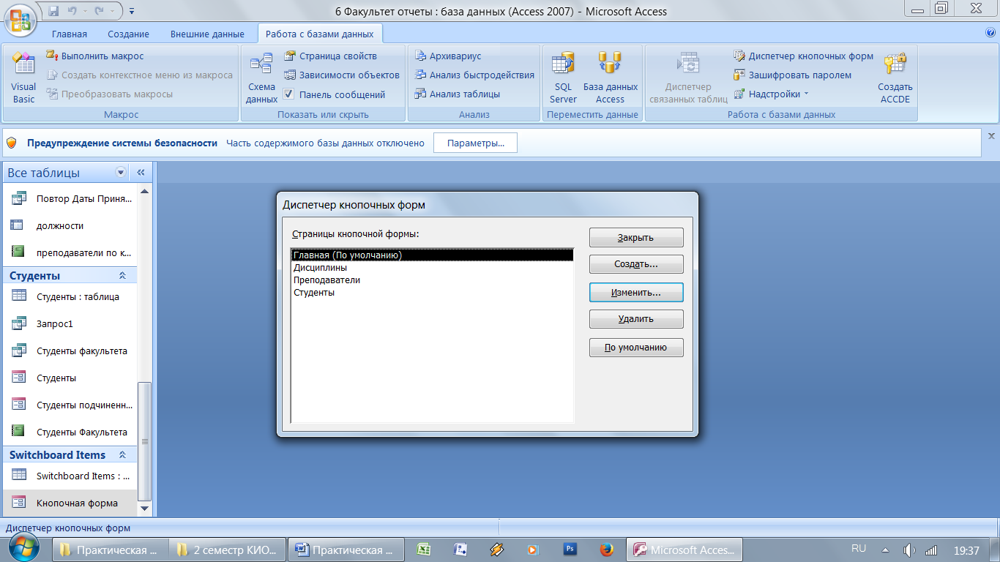 6 Факультет отчеты : база данных (Access 2007) - Microsoft Access
Главная Создание Внешние данные Работа с базами данных
Visual Basic
Выполнить макрос
Создать контекстное меню из макроса
Преобразовать макросы
Макрос
Схема данных
Страница свойств
Зависимости объектов
Панель сообщений
Показать или скрыть
Архивариус
Анализ быстродействия
Анализ таблицы
Анализ
SQL Server
База данных Access
Переместить данные
Диспетчер связанных таблиц
Диспетчер кнопочных форм
Зашифровать паролем
Надстройки
Создать ACCDE
Работа с базами данных
Предупреждение системы безопасности Часть содержимого базы данных отключено Параметры...
Все таблицы
Повтор Даты Приня...
должности
преподаватели по к...
Студенты
Студенты : таблица
Запрос1
Студенты факультета
Студенты
Студенты подчиненн...
Студенты Факультета
Switchboard Items
Switchboard Items : ...
Кнопочная форма
Диспетчер кнопочных форм
Страницы кнопочной формы:
Главная (По умолчанию)
Дисциплины
Преподаватели
Студенты
Закрыть
Создать...
Изменить...
Удалить
По умолчанию
Диспетчер кнопочных форм
Практическая ... 2 семестр КИО... Практическая ... Ps Microsoft Acces... RU 19:37